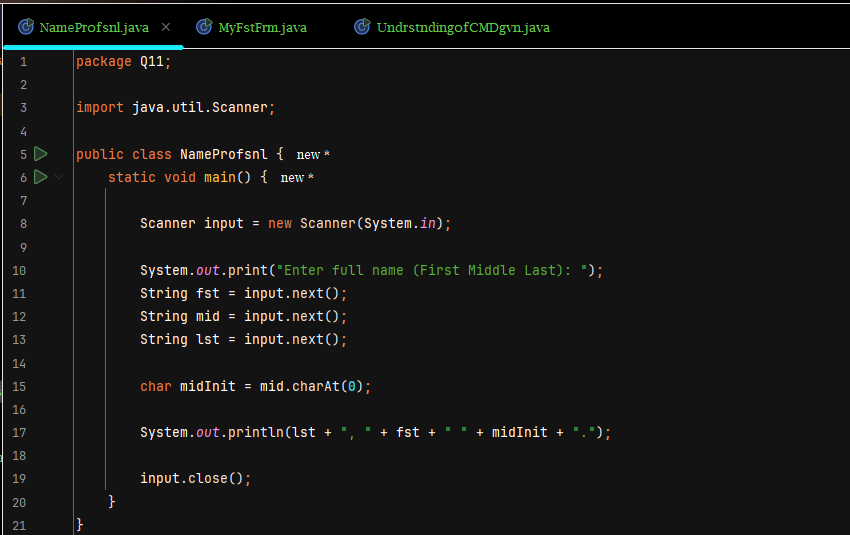 NameProfsnl.java × MyFstFrm.java UndrstndingofCMDgvn.java
1 package Q11;
2
3 import java.util.Scanner;
4
5 public class NameProfsnl { new *
6 static void main() { new *
7
8 Scanner input = new Scanner(System.in);
9
10 System.out.print("Enter full name (First Middle Last): ");
11 String fst = input.next();
12 String mid = input.next();
13 String lst = input.next();
14
15 char midInit = mid.charAt(0);
16
17 System.out.println(lst + ", " + fst + " " + midInit + ".");
18
19 input.close();
20 }
21 }